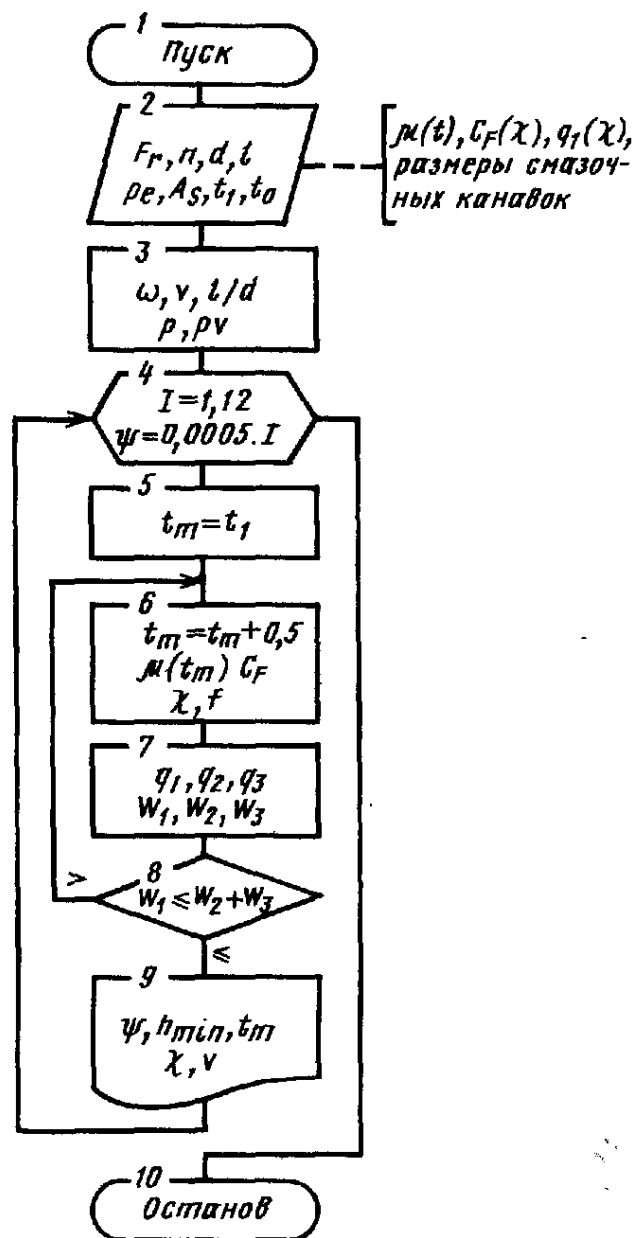 1
Пуск
2
F_r, n, d, l
p_e, A_s, t_1, t_0
μ(t), C_F(χ), q_1(χ),
размеры смазоч-
ных канавок
3
ω, v, l/d
p, pv
4
I=1,12
ψ=0,0005.I
5
t_m=t_1
6
t_m=t_m+0,5
μ(t_m) C_F
χ, f
7
q_1, q_2, q_3
W_1, W_2, W_3
8
>
W_1 ≤ W_2+W_3
≤
9
ψ, h_min, t_m
χ, v
10
Останов